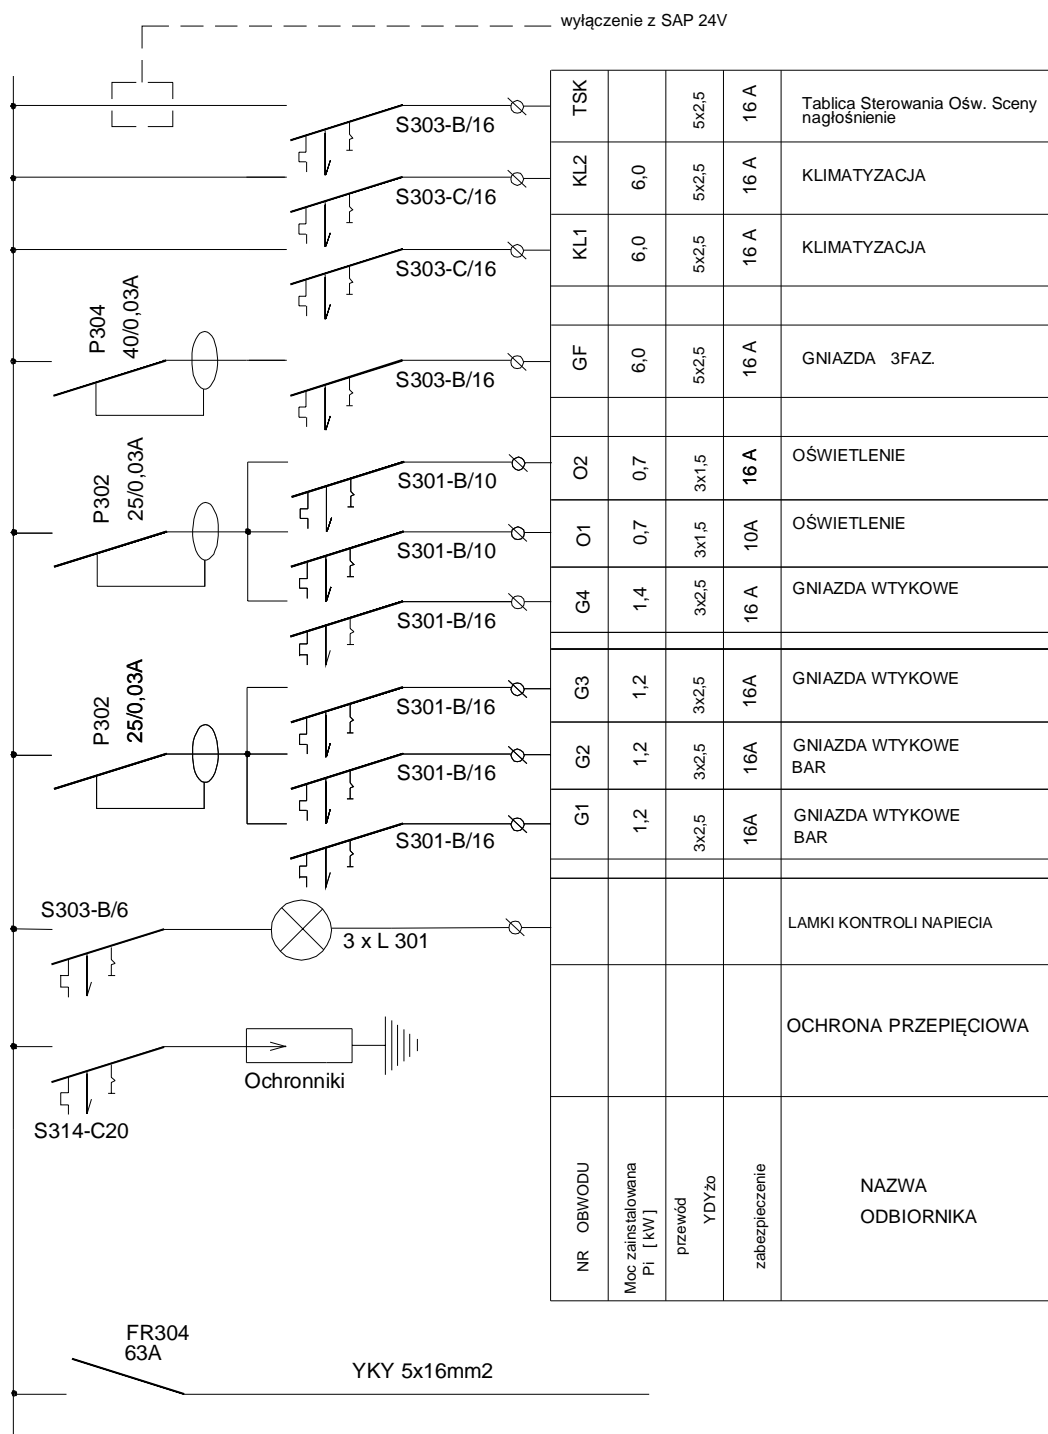 wyłączenie z SAP 24V
S303-B/16
TSK
5x2,5
16 A
Tablica Sterowania Ośw. Sceny
nagłośnienie
S303-C/16
KL2
6,0
5x2,5
16 A
KLIMATYZACJA
S303-C/16
KL1
6,0
5x2,5
16 A
KLIMATYZACJA
P304
40/0,03A
S303-B/16
GF
6,0
5x2,5
16 A
GNIAZDA 3FAZ.
P302
25/0,03A
S301-B/10
O2
0,7
3x1,5
16 A
OŚWIETLENIE
S301-B/10
O1
0,7
3x1,5
10A
OŚWIETLENIE
S301-B/16
G4
1,4
3x2,5
16 A
GNIAZDA WTYKOWE
P302
25/0,03A
S301-B/16
G3
1,2
3x2,5
16A
GNIAZDA WTYKOWE
S301-B/16
G2
1,2
3x2,5
16A
GNIAZDA WTYKOWE
BAR
S301-B/16
G1
1,2
3x2,5
16A
GNIAZDA WTYKOWE
BAR
S303-B/6
3 x L 301
LAMKI KONTROLI NAPIECIA
Ochronniki
S314-C20
OCHRONA PRZEPIĘCIOWA
NR OBWODU
Moc zainstalowana
Pi [ kW ]
przewód
YDYżo
zabezpieczenie
NAZWA
ODBIORNIKA
FR304
63A
YKY 5x16mm2